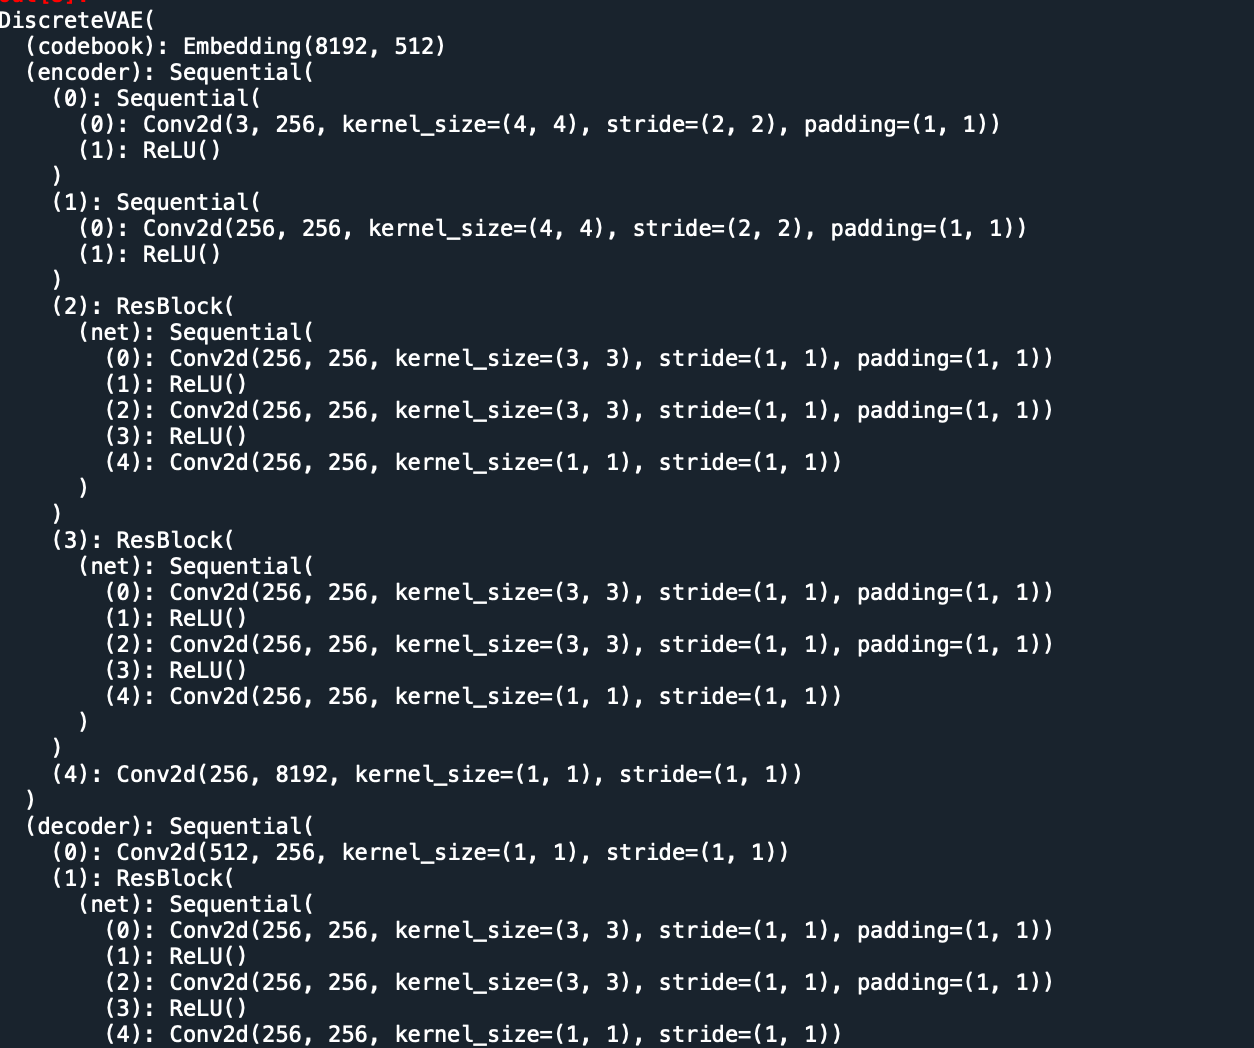 DiscreteVAE(
  (codebook): Embedding(8192, 512)
  (encoder): Sequential(
    (0): Sequential(
      (0): Conv2d(3, 256, kernel_size=(4, 4), stride=(2, 2), padding=(1, 1))
      (1): ReLU()
    )
    (1): Sequential(
      (0): Conv2d(256, 256, kernel_size=(4, 4), stride=(2, 2), padding=(1, 1))
      (1): ReLU()
    )
    (2): ResBlock(
      (net): Sequential(
        (0): Conv2d(256, 256, kernel_size=(3, 3), stride=(1, 1), padding=(1, 1))
        (1): ReLU()
        (2): Conv2d(256, 256, kernel_size=(3, 3), stride=(1, 1), padding=(1, 1))
        (3): ReLU()
        (4): Conv2d(256, 256, kernel_size=(1, 1), stride=(1, 1))
      )
    )
    (3): ResBlock(
      (net): Sequential(
        (0): Conv2d(256, 256, kernel_size=(3, 3), stride=(1, 1), padding=(1, 1))
        (1): ReLU()
        (2): Conv2d(256, 256, kernel_size=(3, 3), stride=(1, 1), padding=(1, 1))
        (3): ReLU()
        (4): Conv2d(256, 256, kernel_size=(1, 1), stride=(1, 1))
      )
    )
    (4): Conv2d(256, 8192, kernel_size=(1, 1), stride=(1, 1))
  )
  (decoder): Sequential(
    (0): Conv2d(512, 256, kernel_size=(1, 1), stride=(1, 1))
    (1): ResBlock(
      (net): Sequential(
        (0): Conv2d(256, 256, kernel_size=(3, 3), stride=(1, 1), padding=(1, 1))
        (1): ReLU()
        (2): Conv2d(256, 256, kernel_size=(3, 3), stride=(1, 1), padding=(1, 1))
        (3): ReLU()
        (4): Conv2d(256, 256, kernel_size=(1, 1), stride=(1, 1))